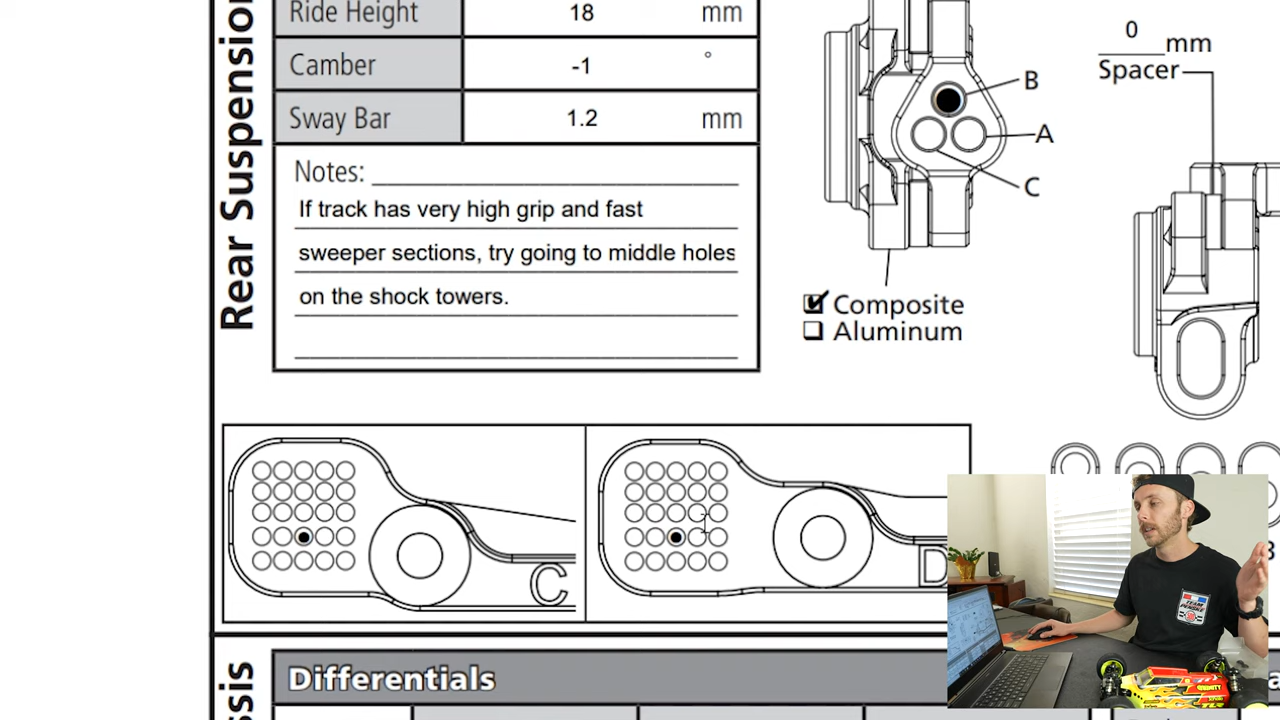 Rear Suspension
Ride Height 18 mm
Camber -1 °
Sway Bar 1.2 mm
Notes:
If track has very high grip and fast
sweeper sections, try going to middle holes
on the shock towers.
B
A
C
Composite
Aluminum
0 mm
Spacer
C
D
Differentials
TEAM
PENSKE